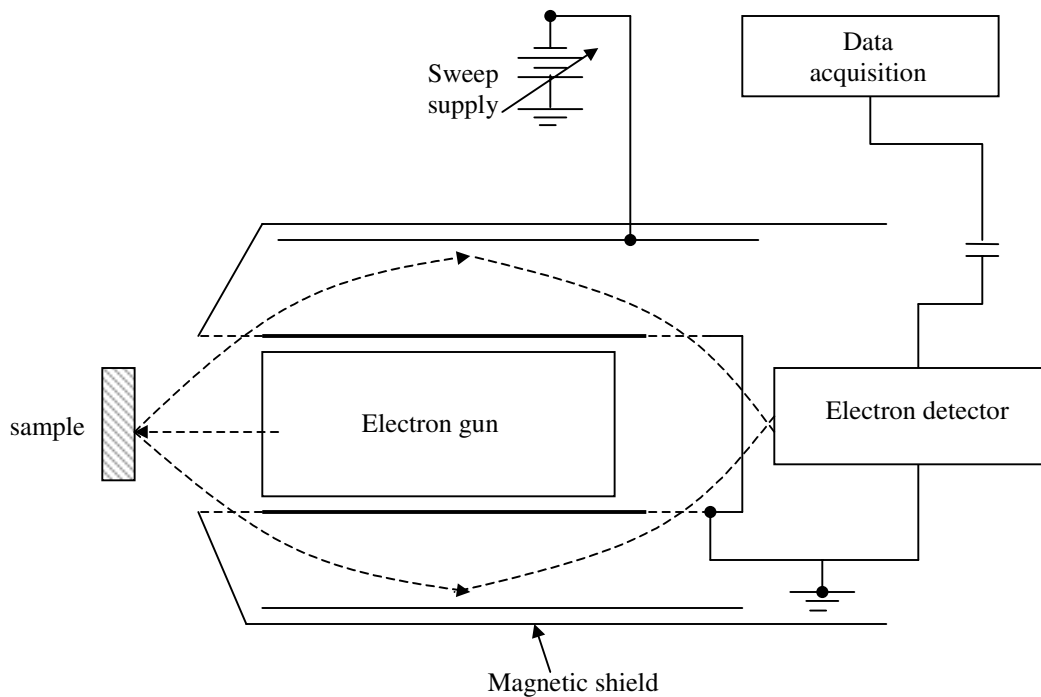 Data
acquisition
Sweep
supply
Electron gun
Electron detector
sample
Magnetic shield